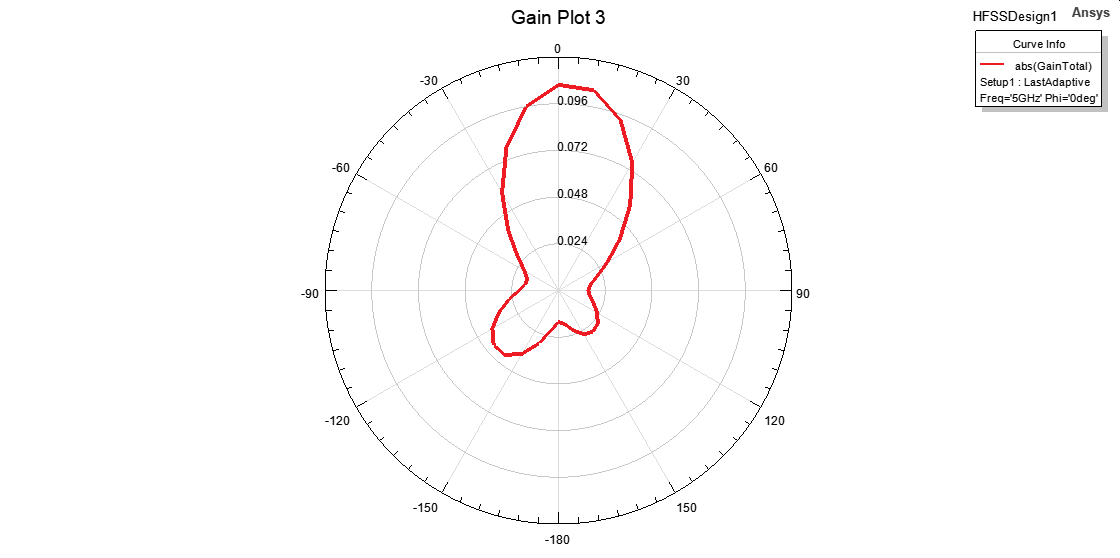 Gain Plot 3
HFSSDesign1
Ansys
Curve Info
abs(GainTotal)
Setup1 : LastAdaptive
Freq='5GHz' Phi='0deg'
0
30
60
90
120
150
-180
-150
-120
-90
-60
-30
0.096
0.072
0.048
0.024